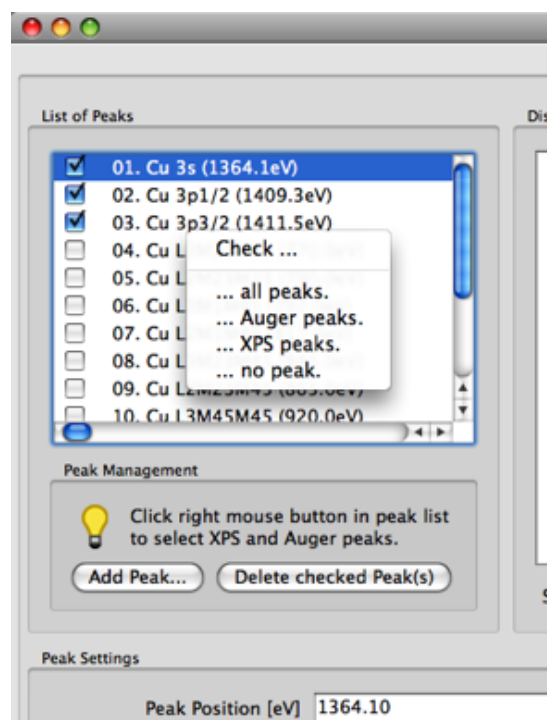 List of Peaks
Dis
01. Cu 3s (1364.1eV)
02. Cu 3p1/2 (1409.3eV)
03. Cu 3p3/2 (1411.5eV)
04. Cu L
05. Cu
06. Cu L
07. Cu L
08. Cu L
09. Cu
10. Cu L3M45M45 (920.0eV)
Check ...
... all peaks.
... Auger peaks.
... XPS peaks.
... no peak.
Peak Management
Click right mouse button in peak list
to select XPS and Auger peaks.
Add Peak...
Delete checked Peak(s)
Peak Settings
Peak Position [eV]
1364.10